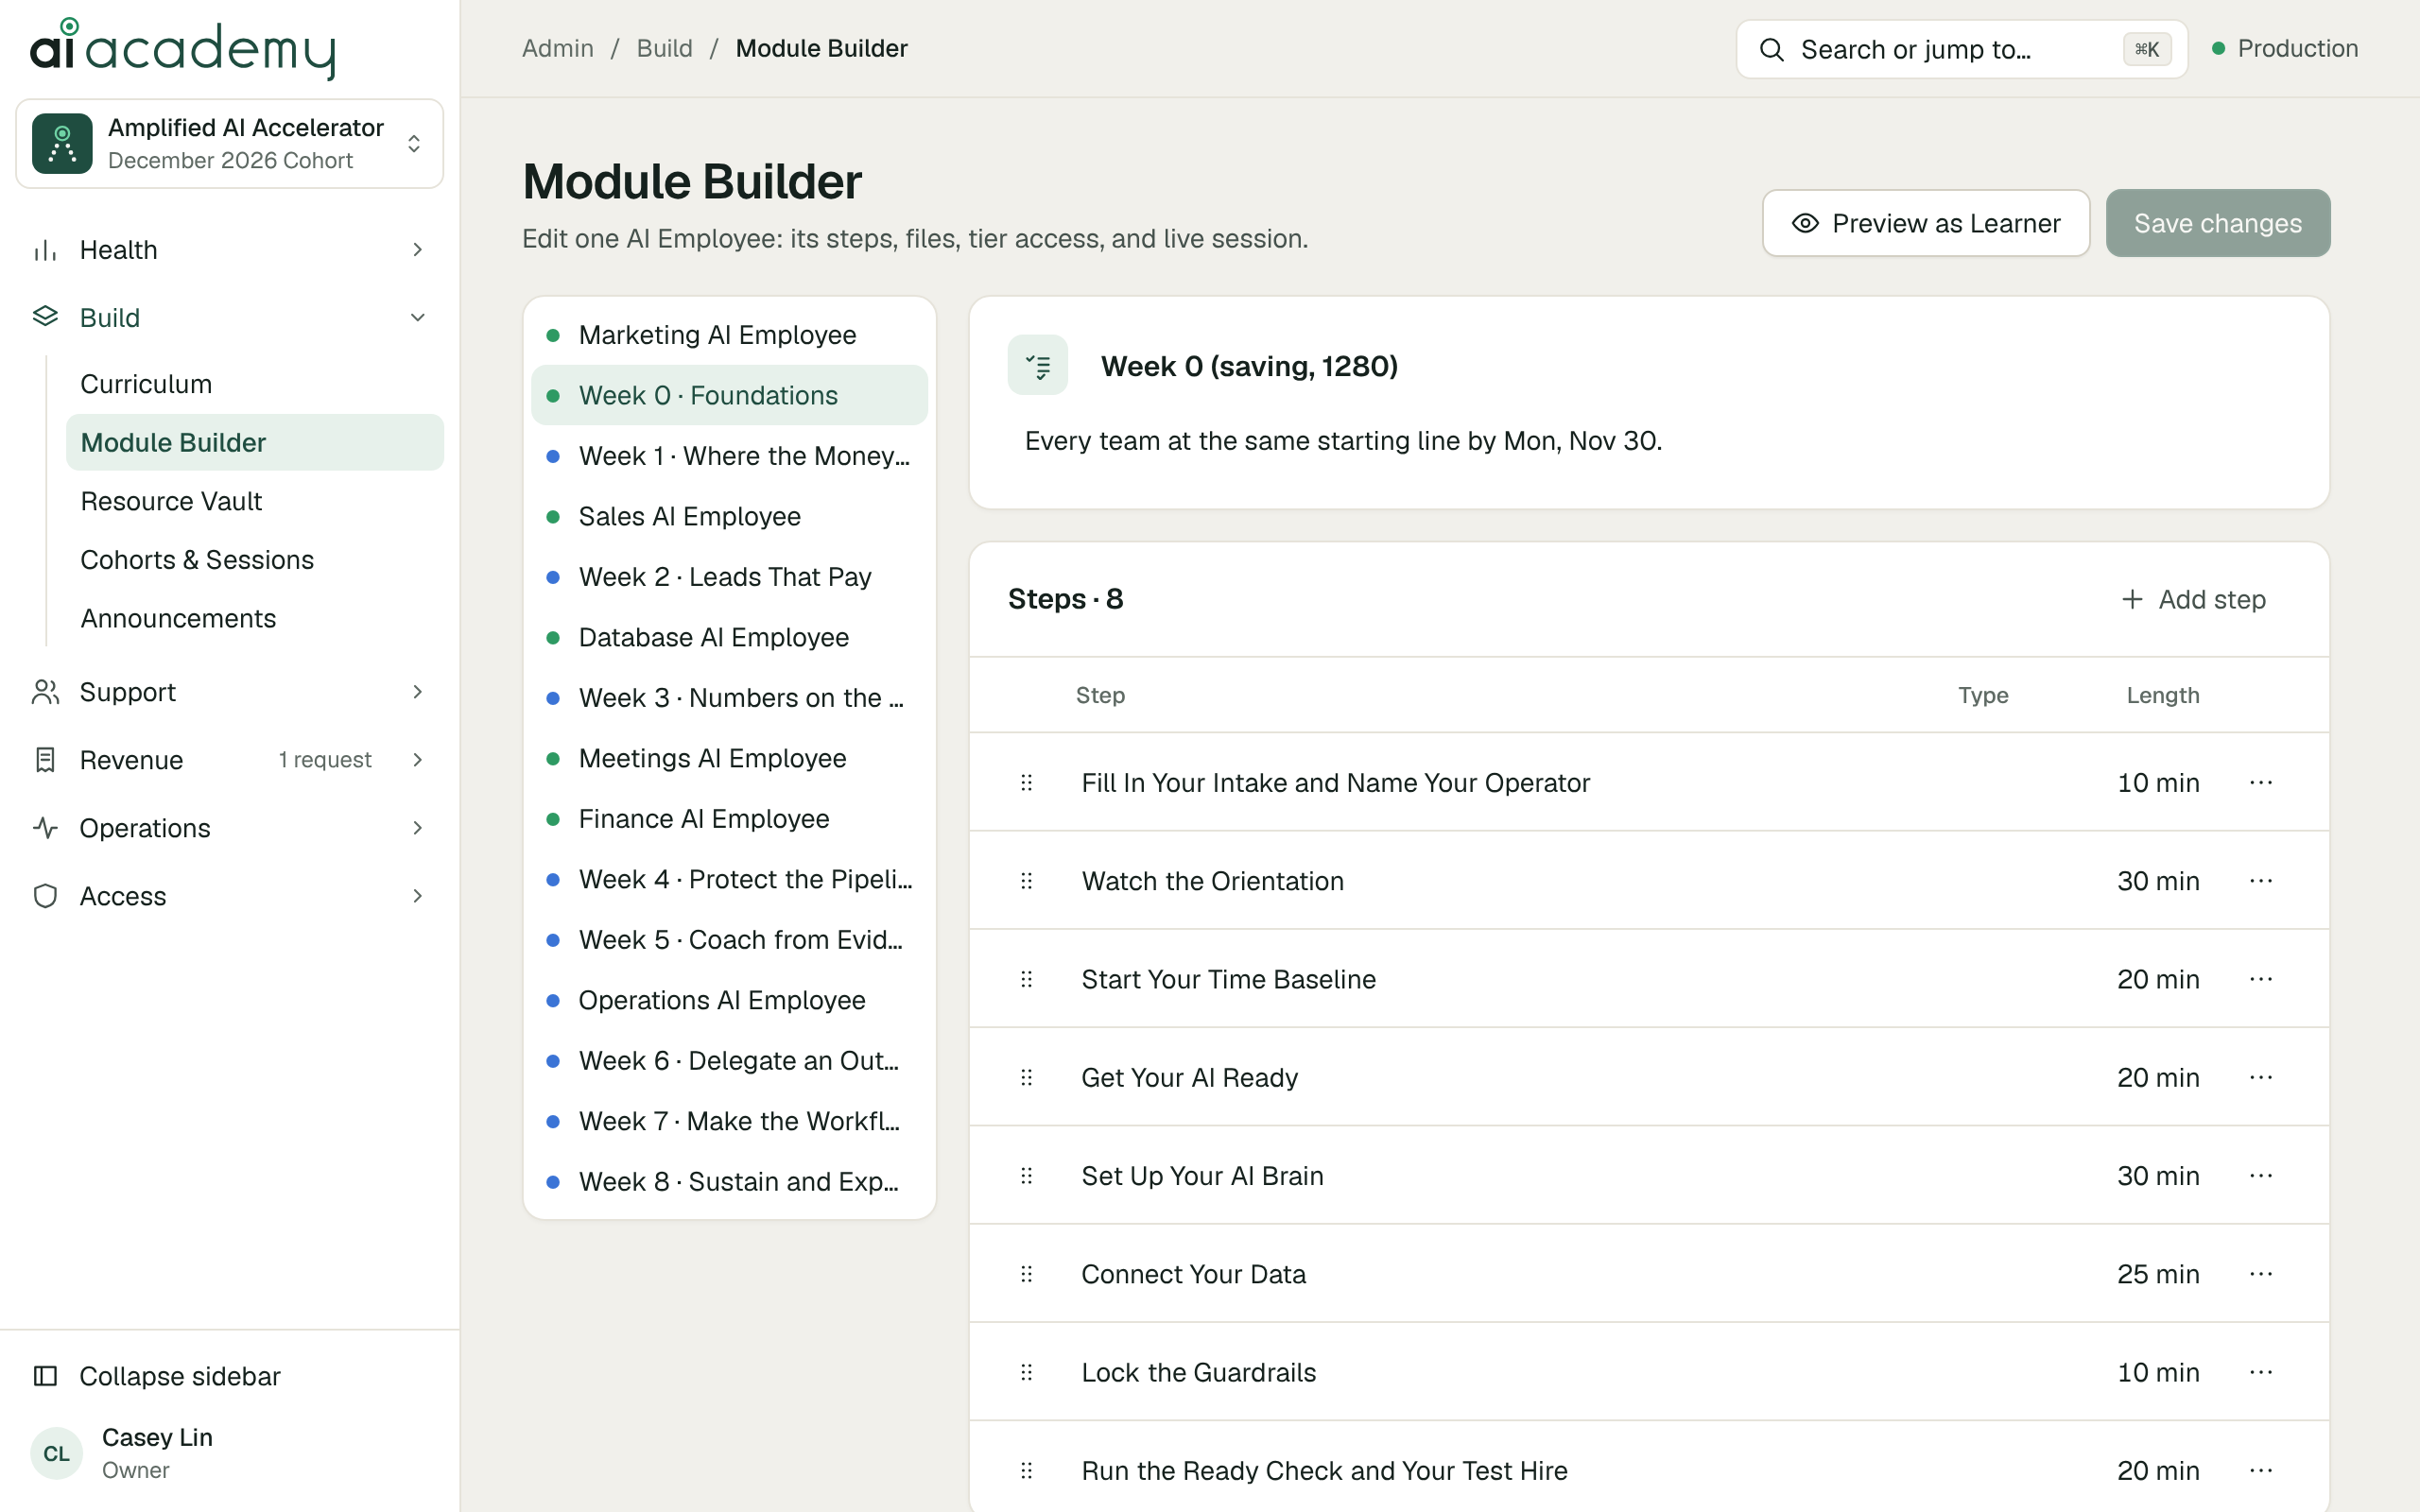 ai academy
Amplified AI Accelerator
December 2026 Cohort
Health
Build
Curriculum
Module Builder
Resource Vault
Cohorts & Sessions
Announcements
Support
Revenue 1 request
Operations
Access
Collapse sidebar
CL
Casey Lin
Owner
Admin / Build / Module Builder
Search or jump to... ⌘K
Production
Module Builder
Edit one AI Employee: its steps, files, tier access, and live session.
Preview as Learner
Save changes
Marketing AI Employee
Week 0 · Foundations
Week 1 · Where the Money...
Sales AI Employee
Week 2 · Leads That Pay
Database AI Employee
Week 3 · Numbers on the ...
Meetings AI Employee
Finance AI Employee
Week 4 · Protect the Pipeli...
Week 5 · Coach from Evid...
Operations AI Employee
Week 6 · Delegate an Out...
Week 7 · Make the Workfl...
Week 8 · Sustain and Exp...
Week 0 (saving, 1280)
Every team at the same starting line by Mon, Nov 30.
Steps · 8
+ Add step
Step Type Length
Fill In Your Intake and Name Your Operator 10 min ...
Watch the Orientation 30 min ...
Start Your Time Baseline 20 min ...
Get Your AI Ready 20 min ...
Set Up Your AI Brain 30 min ...
Connect Your Data 25 min ...
Lock the Guardrails 10 min ...
Run the Ready Check and Your Test Hire 20 min ...